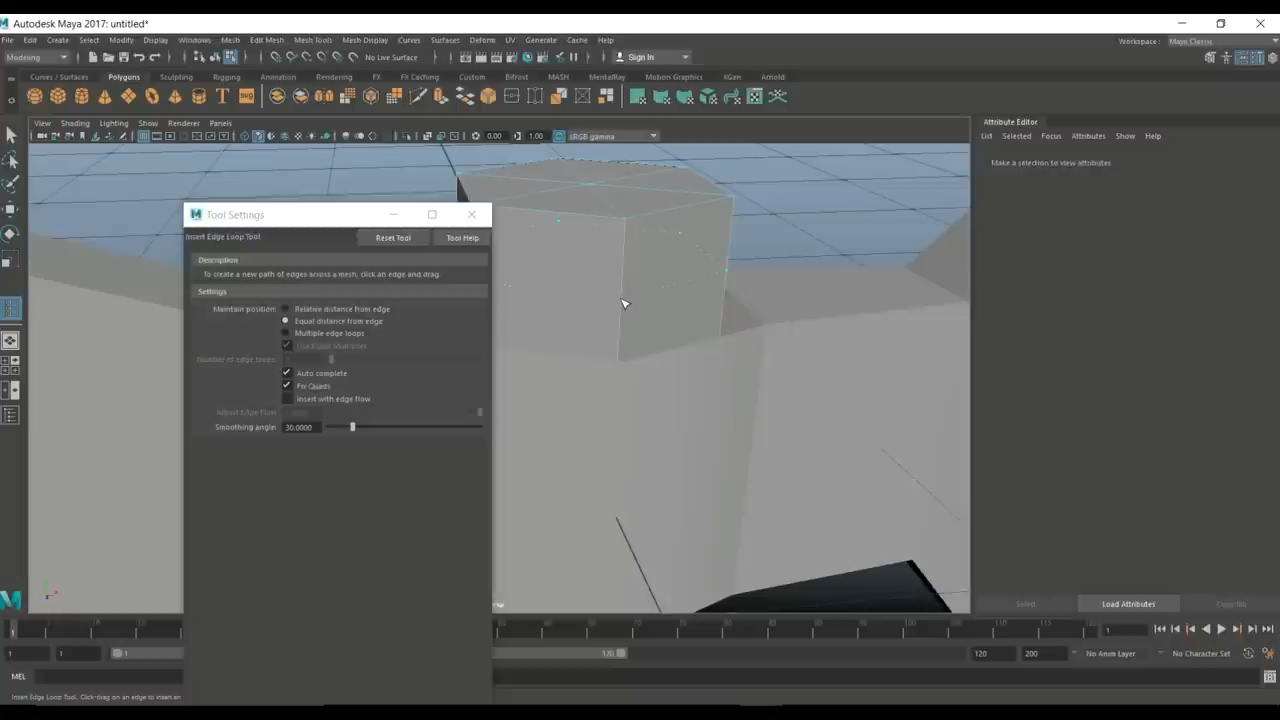 Autodesk Maya 2017: untitled*
File Edit Create Select Modify Display Windows Mesh Edit Mesh Mesh Tools Mesh Display Curves Surfaces Deform UV Generate Cache Help
Workspace: Maya Classic
Modeling No Live Surface Sign In
Curves / Surfaces Polygons Sculpting Rigging Animation Rendering FX FX Caching Custom Bifrost MASH MentalRay Motion Graphics XGen Arnold
View Shading Lighting Show Renderer Panels
0.00 1.00 sRGB gamma
Attribute Editor
List Selected Focus Attributes Show Help
Make a selection to view attributes
Tool Settings
Insert Edge Loop Tool
Reset Tool Tool Help
Description
To create a new path of edges across a mesh, click an edge and drag.
Settings
Maintain position: Relative distance from edge
Equal distance from edge
Multiple edge loops
Use Equal Multiplier
Number of edge loops:
Auto complete
Fix Quads
Insert with edge flow
Adjust Edge Flow
Smoothing angle: 30.0000
Select Load Attributes Copy Tab
1 1 1 120 120 200 No Anim Layer No Character Set
MEL
Insert Edge Loop Tool. Click-drag on an edge to insert an